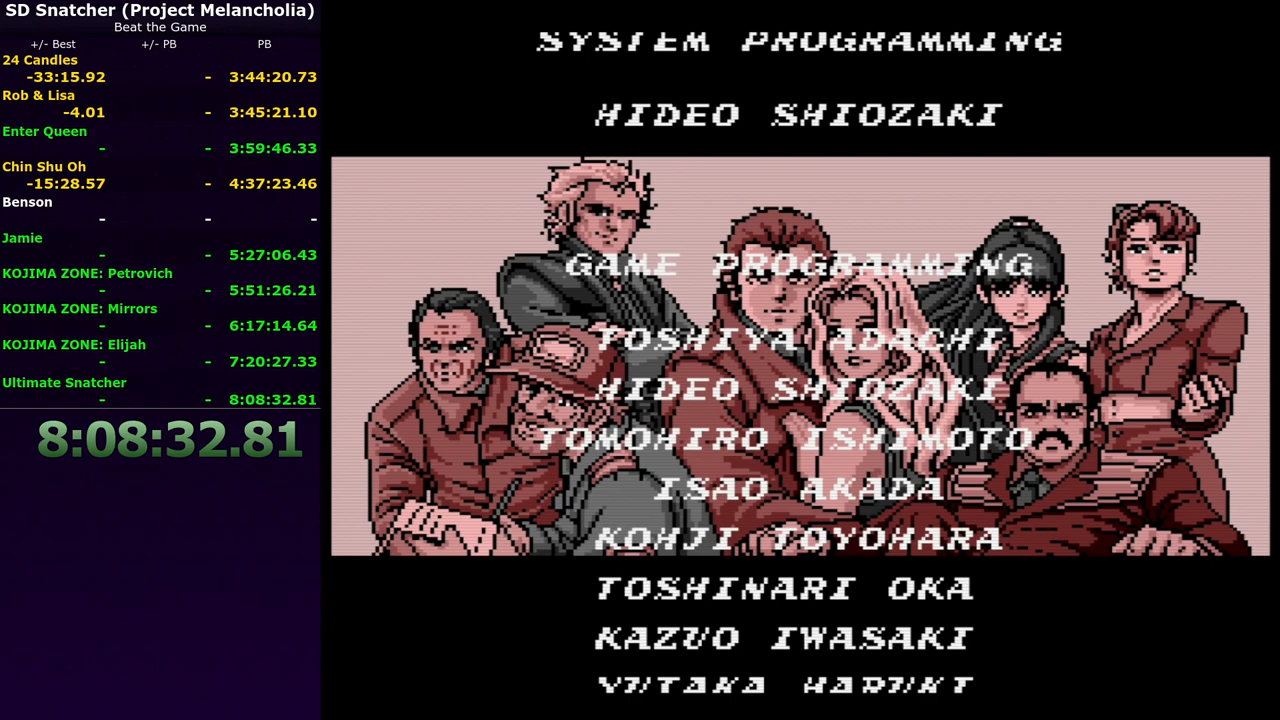 SD Snatcher (Project Melancholia)
Beat the Game
+/- Best +/- PB PB
24 Candles
-33:15.92 - 3:44:20.73
Rob & Lisa
-4.01 - 3:45:21.10
Enter Queen
- - 3:59:46.33
Chin Shu Oh
-15:28.57 - 4:37:23.46
Benson
- - -
Jamie
- - 5:27:06.43
KOJIMA ZONE: Petrovich
- - 5:51:26.21
KOJIMA ZONE: Mirrors
- - 6:17:14.64
KOJIMA ZONE: Elijah
- - 7:20:27.33
Ultimate Snatcher
- - 8:08:32.81
8:08:32.81
SYSTEM PROGRAMMING
HIDEO SHIOZAKI
GAME PROGRAMMING
TOSHIYA ADACHI
HIDEO SHIOZAKI
TOMOHIRO ISHIMOTO
ISAO AKADA
KOHJI TOYOHARA
TOSHINARI OKA
KAZUO IWASAKI
YUTAKA HARUKI